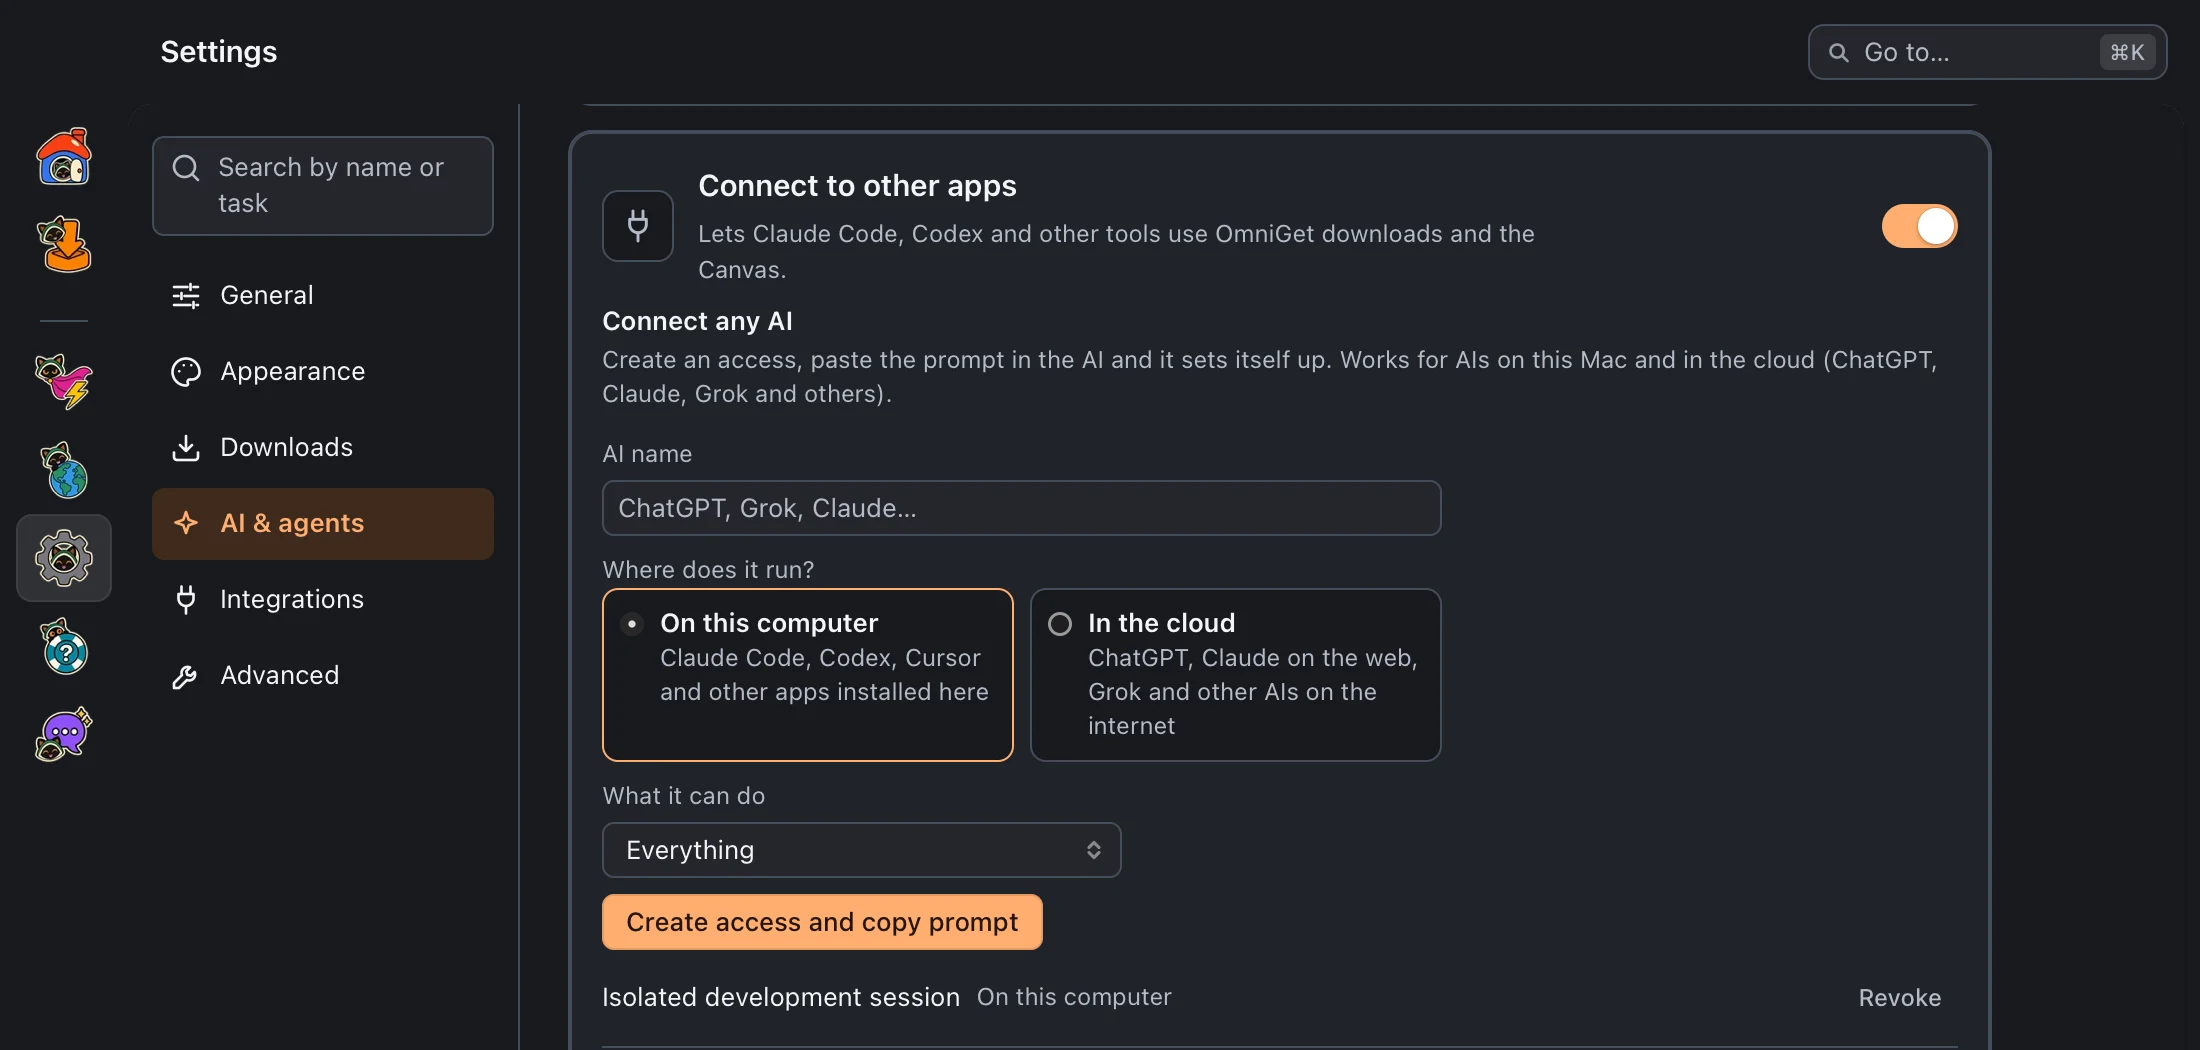 Settings
Go to...
⌘K
Search by name or
task
General
Appearance
Downloads
AI & agents
Integrations
Advanced
Connect to other apps
Lets Claude Code, Codex and other tools use OmniGet downloads and the
Canvas.
Connect any AI
Create an access, paste the prompt in the AI and it sets itself up. Works for AIs on this Mac and in the cloud (ChatGPT,
Claude, Grok and others).
AI name
ChatGPT, Grok, Claude...
Where does it run?
On this computer
Claude Code, Codex, Cursor
and other apps installed here
In the cloud
ChatGPT, Claude on the web,
Grok and other AIs on the
internet
What it can do
Everything
Create access and copy prompt
Isolated development session On this computer
Revoke